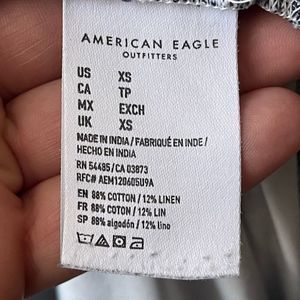 AMERICAN EAGLE
OUTFITTERS
US XS
CA TP
MX EXCH
UK XS
MADE IN INDIA / FABRIQUÉ EN INDE /
HECHO EN INDIA
RN 54485 / CA 03873
RFC# AEM120605U9A
EN 88% COTTON / 12% LINEN
FR 88% COTON / 12% LIN
SP 88% algodón / 12% lino